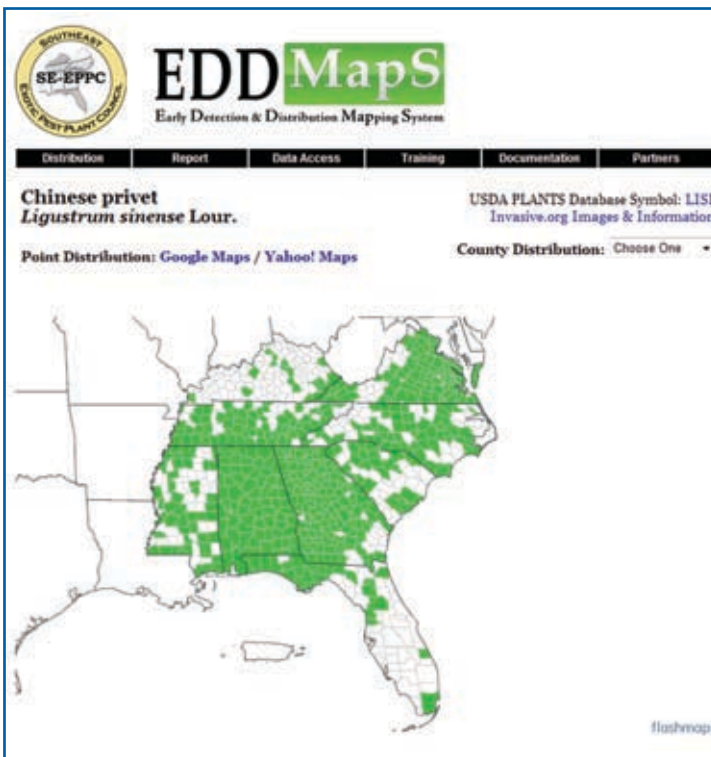 SOUTHEAST
SE-EPPC
EXOTIC PEST PLANT COUNCIL
EDDMapS
Early Detection & Distribution Mapping System
Distribution Report Data Access Training Documentation Partners
Chinese privet
Ligustrum sinense Lour.
USDA PLANTS Database Symbol: LISI
Invasive.org Images & Information
Point Distribution: Google Maps / Yahoo! Maps
County Distribution: Choose One
flashmap